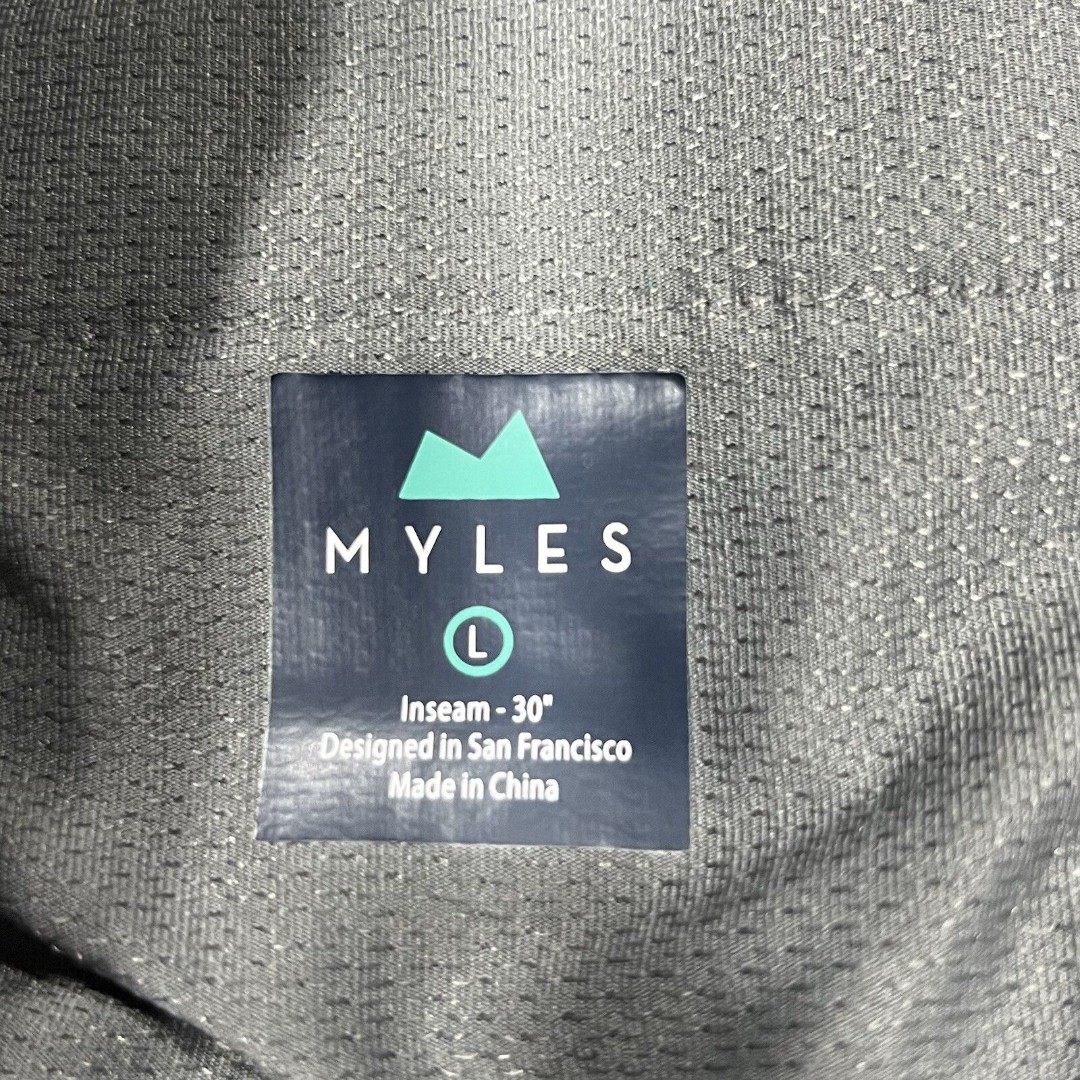 MYLES
L
Inseam - 30"
Designed in San Francisco
Made in China